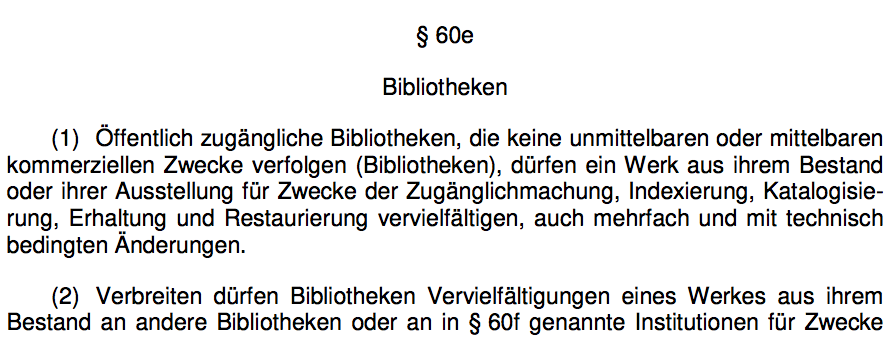 § 60e
Bibliotheken
(1) Öffentlich zugängliche Bibliotheken, die keine unmittelbaren oder mittelbaren
kommerziellen Zwecke verfolgen (Bibliotheken), dürfen ein Werk aus ihrem Bestand
oder ihrer Ausstellung für Zwecke der Zugänglichmachung, Indexierung, Katalogisie-
rung, Erhaltung und Restaurierung vervielfältigen, auch mehrfach und mit technisch
bedingten Änderungen.
(2) Verbreiten dürfen Bibliotheken Vervielfältigungen eines Werkes aus ihrem
Bestand an andere Bibliotheken oder an in § 60f genannte Institutionen für Zwecke